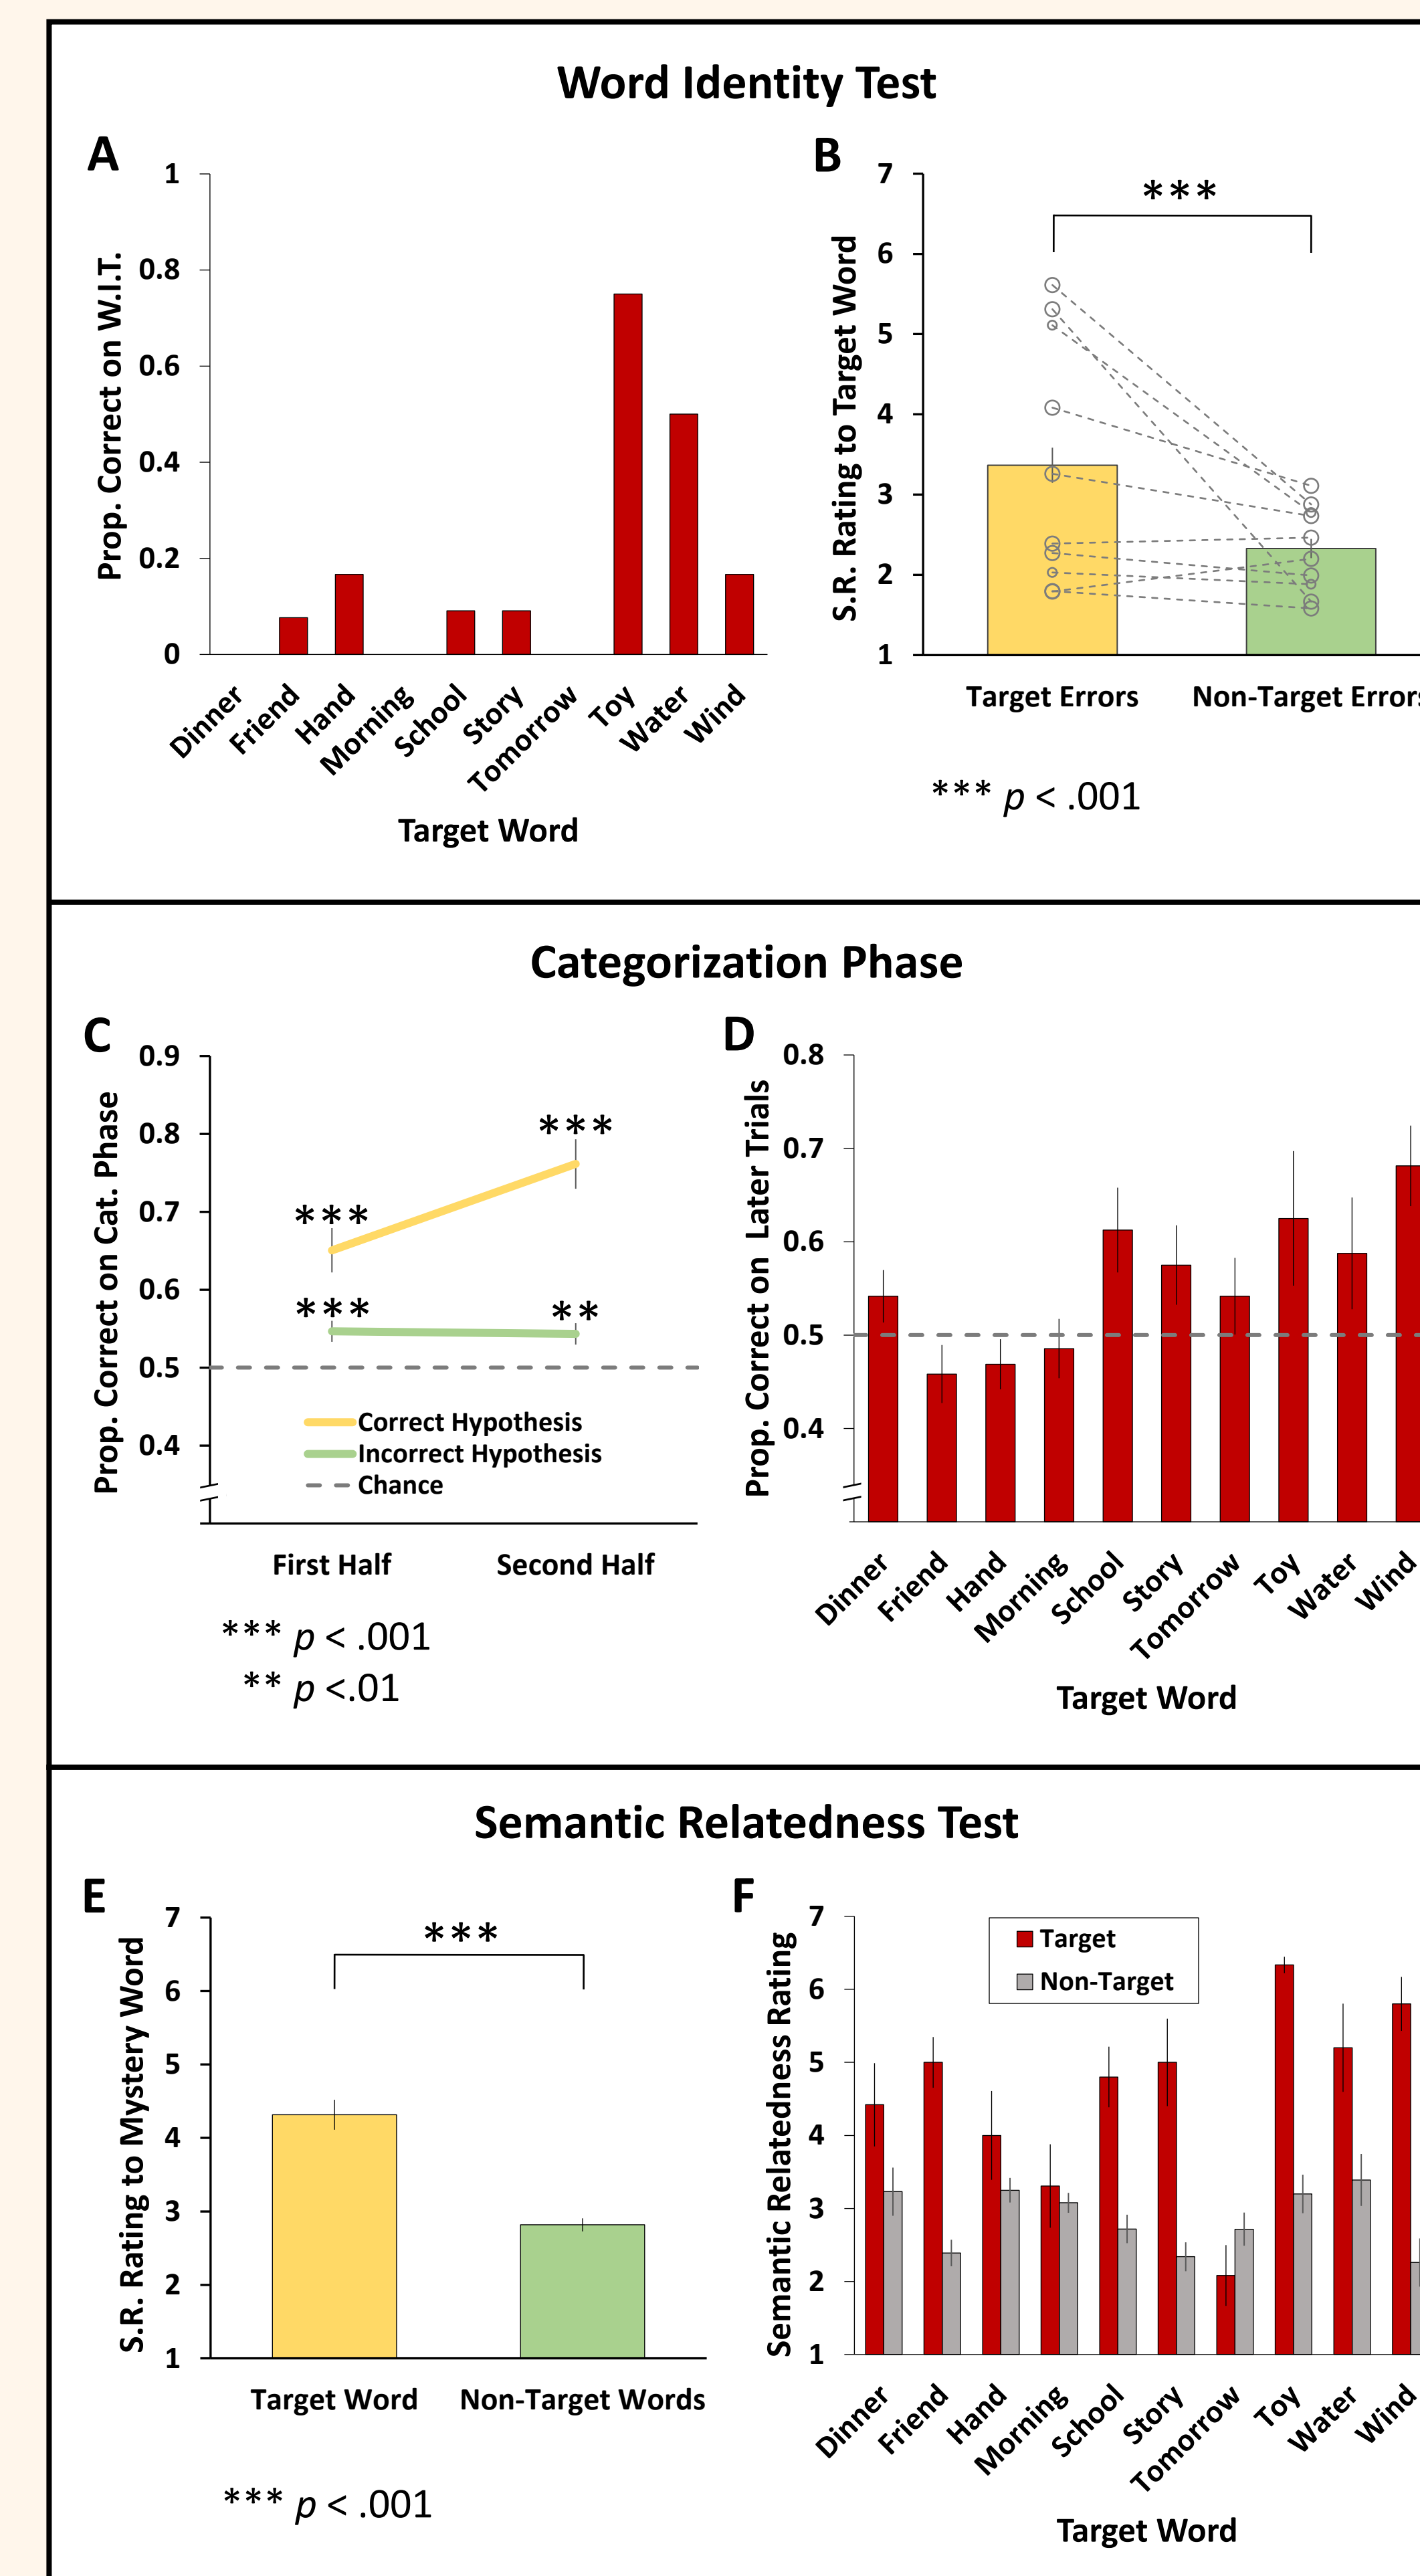 Word Identity Test
A
Prop. Correct on W.I.T.
1
0.8
0.6
0.4
0.2
0
Dinner
Friend
Hand
Morning
School
Story
Tomorrow
Toy
Water
Wind
Target Word
B
S.R. Rating to Target Word
7
6
5
4
3
2
1
***
Target Errors
Non-Target Errors
*** p < .001
Categorization Phase
C
Prop. Correct on Cat. Phase
0.9
0.8
0.7
0.6
0.5
0.4
***
***
***
**
Correct Hypothesis
Incorrect Hypothesis
Chance
First Half
Second Half
*** p < .001
** p <.01
D
Prop. Correct on Later Trials
0.8
0.7
0.6
0.5
0.4
Dinner
Friend
Hand
Morning
School
Story
Tomorrow
Toy
Water
Wind
Target Word
Semantic Relatedness Test
E
S.R. Rating to Mystery Word
7
6
5
4
3
2
1
***
Target Word
Non-Target Words
*** p < .001
F
Semantic Relatedness Rating
7
6
5
4
3
2
1
Target
Non-Target
Dinner
Friend
Hand
Morning
School
Story
Tomorrow
Toy
Water
Wind
Target Word